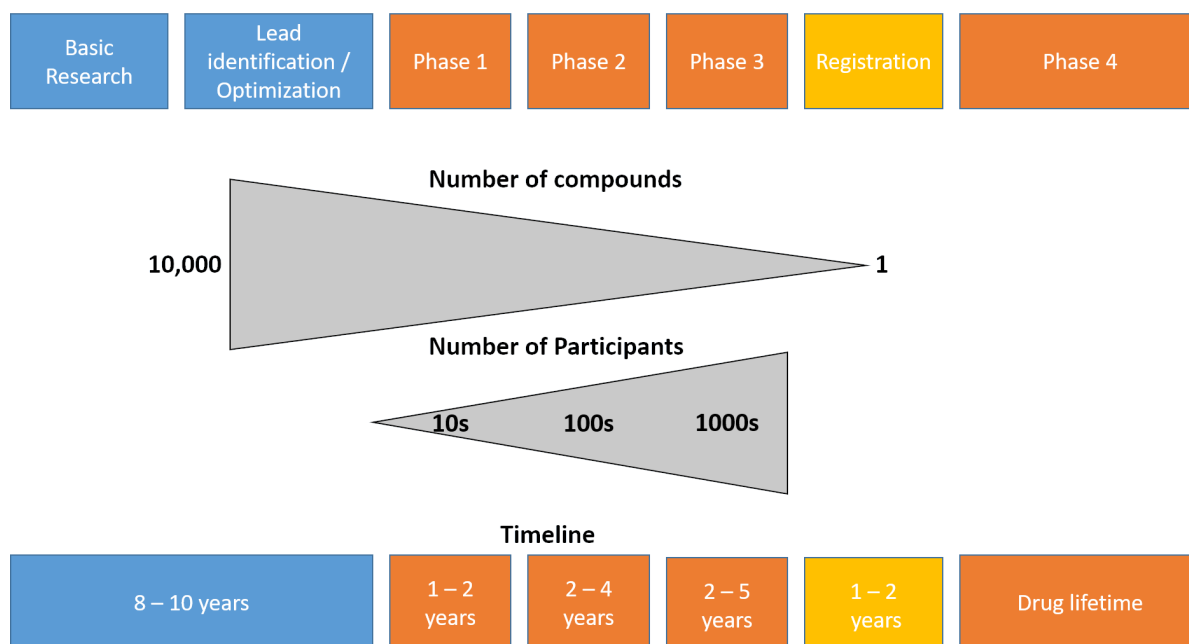 Basic
Research
Lead
identification /
Optimization
Phase 1
Phase 2
Phase 3
Registration
Phase 4
Number of compounds
10,000
1
Number of Participants
10s
100s
1000s
Timeline
8 – 10 years
1 – 2
years
2 – 4
years
2 – 5
years
1 – 2
years
Drug lifetime